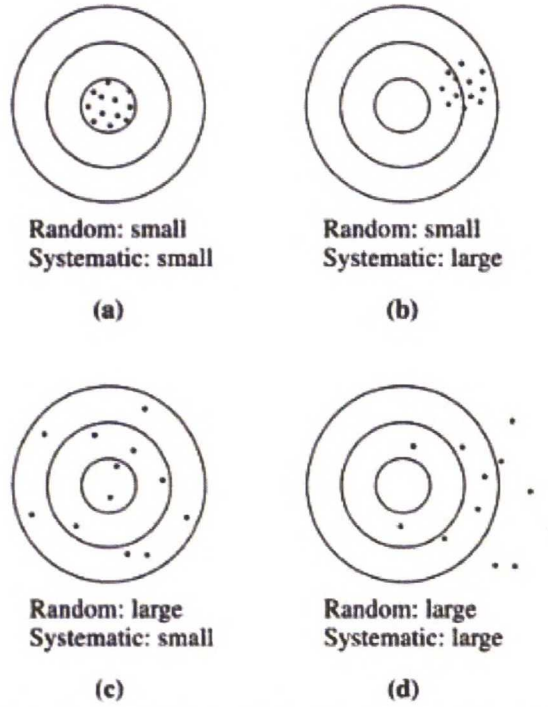 Random: small
Systematic: small
(a)
Random: small
Systematic: large
(b)
Random: large
Systematic: small
(c)
Random: large
Systematic: large
(d)